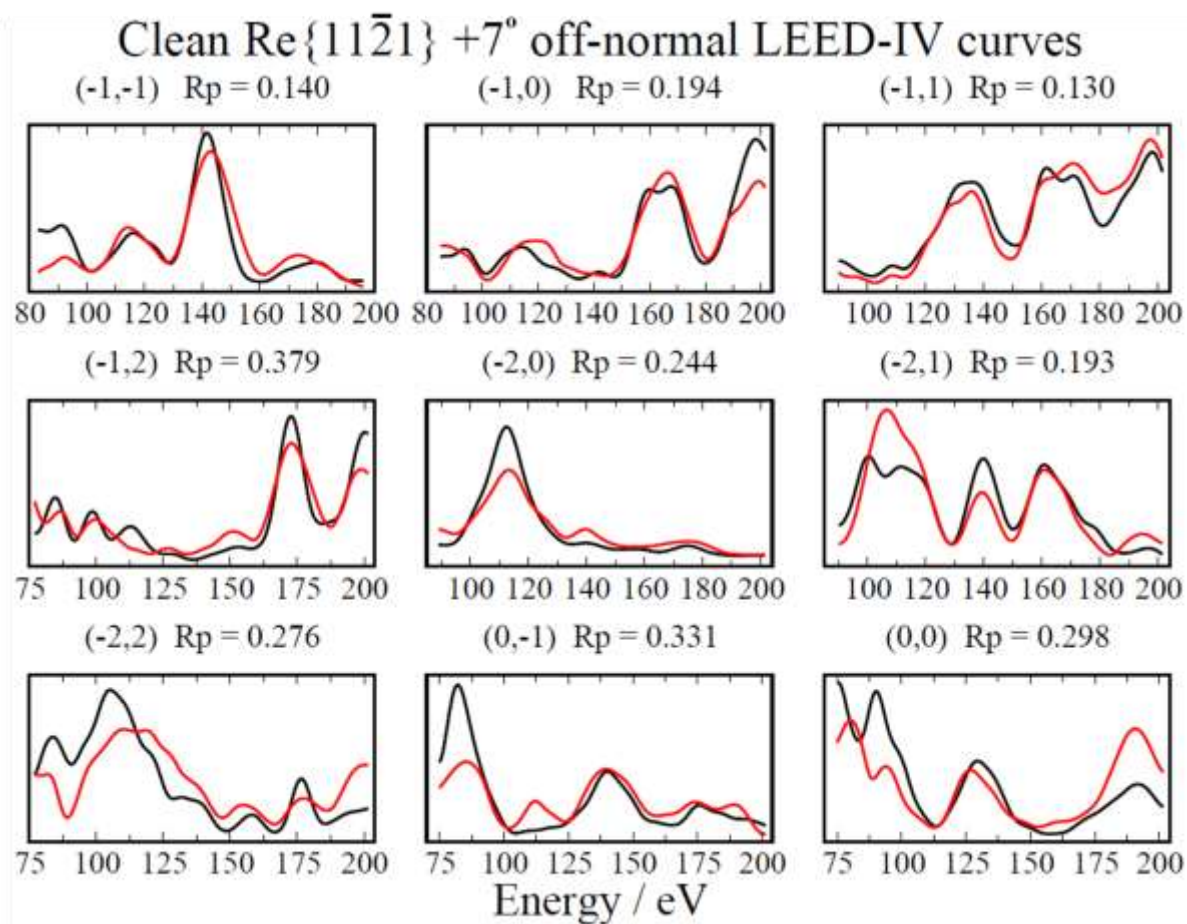 Clean Re{112̄1} +7° off-normal LEED-IV curves
(-1,-1) Rp = 0.140 (-1,0) Rp = 0.194 (-1,1) Rp = 0.130
80 100 120 140 160 180 200 80 100 120 140 160 180 200 100 120 140 160 180 200
(-1,2) Rp = 0.379 (-2,0) Rp = 0.244 (-2,1) Rp = 0.193
75 100 125 150 175 200 100 120 140 160 180 200 100 120 140 160 180 200
(-2,2) Rp = 0.276 (0,-1) Rp = 0.331 (0,0) Rp = 0.298
75 100 125 150 175 200 75 100 125 150 175 200 75 100 125 150 175 200
Energy / eV